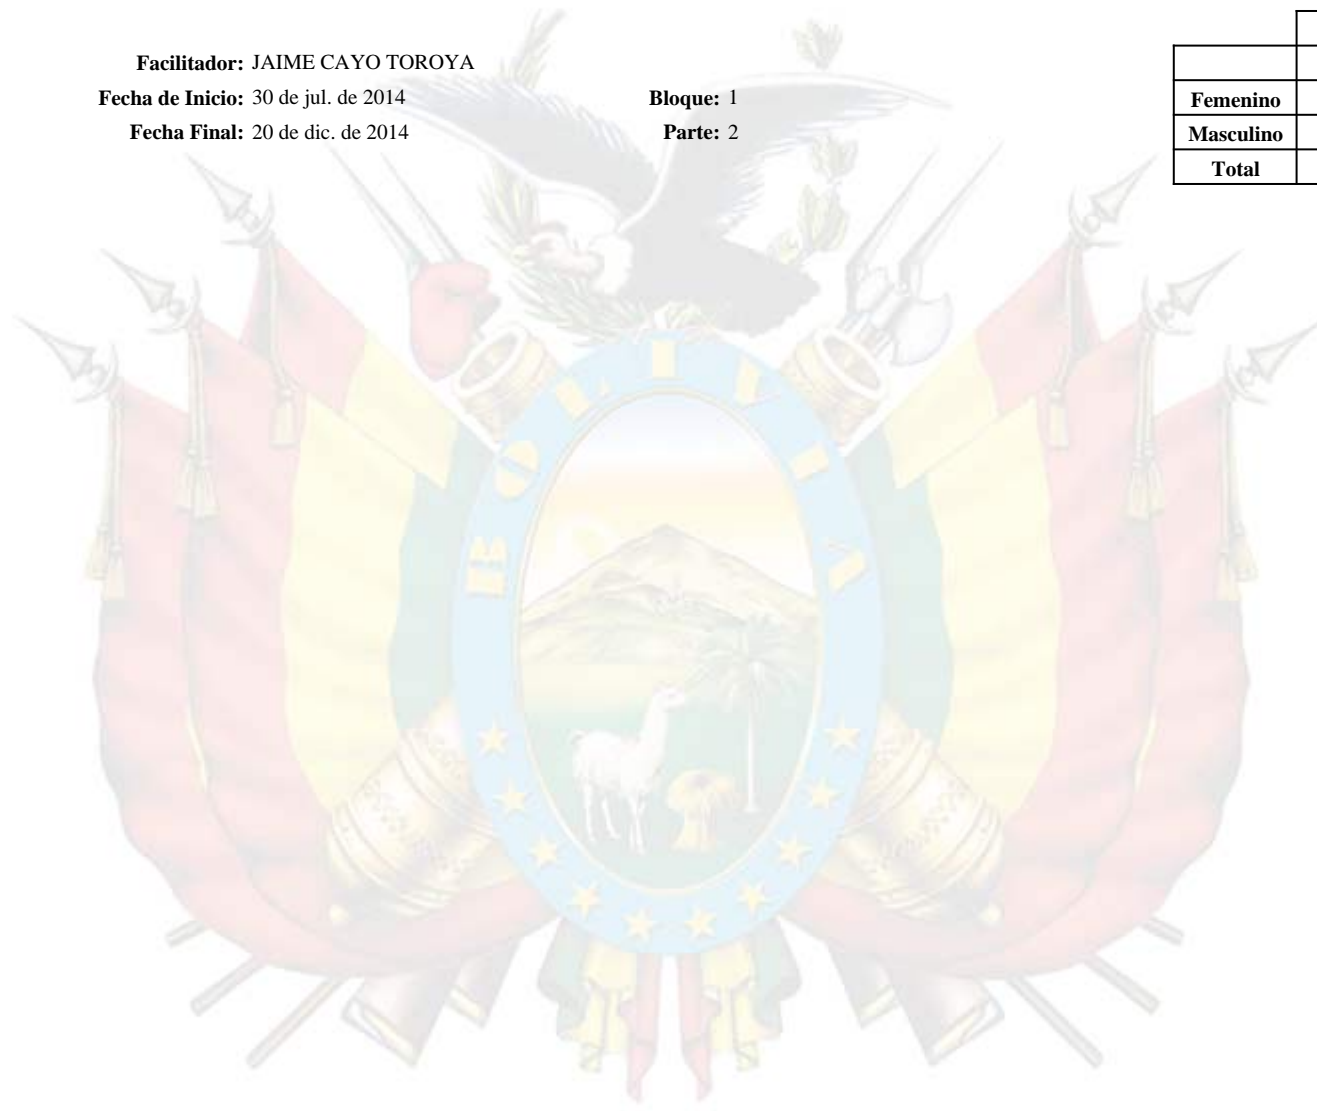 Facilitador: JAIME CAYO TOROYA
Fecha de Inicio: 30 de jul. de 2014 Bloque: 1
Fecha Final: 20 de dic. de 2014 Parte: 2
Femenino
Masculino
Total
BOLIVIA